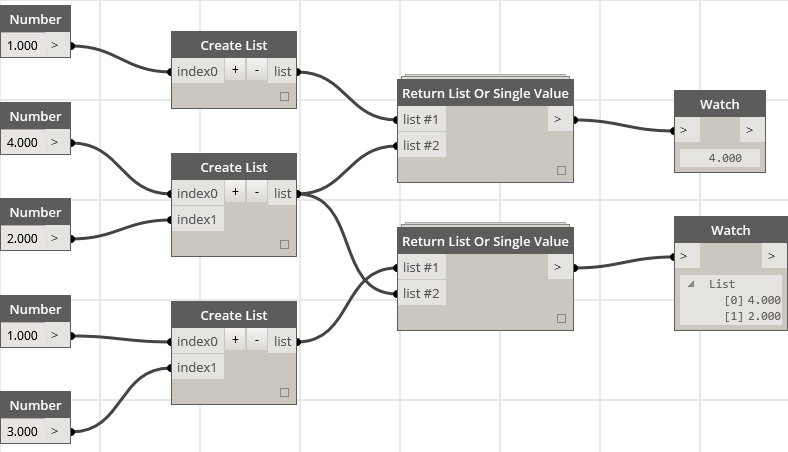 Number
1.000 >
Number
4.000 >
Number
2.000 >
Number
1.000 >
Number
3.000 >
Create List
index0 + - list
Create List
index0 + - list
index1
Create List
index0 + - list
index1
Return List Or Single Value
list #1 >
list #2
Return List Or Single Value
list #1 >
list #2
Watch
> >
4.000
Watch
> >
List
[0] 4.000
[1] 2.000